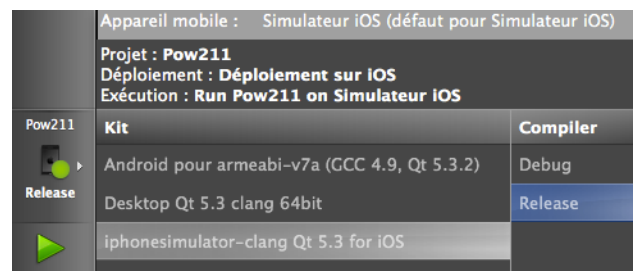 Appareil mobile : Simulateur iOS (défaut pour Simulateur iOS)
Projet : Pow211
Déploiement : Déploiement sur iOS
Exécution : Run Pow211 on Simulateur iOS
Pow211
Release
Kit
Compiler
Android pour armeabi-v7a (GCC 4.9, Qt 5.3.2)
Debug
Desktop Qt 5.3 clang 64bit
Release
iphonesimulator-clang Qt 5.3 for iOS